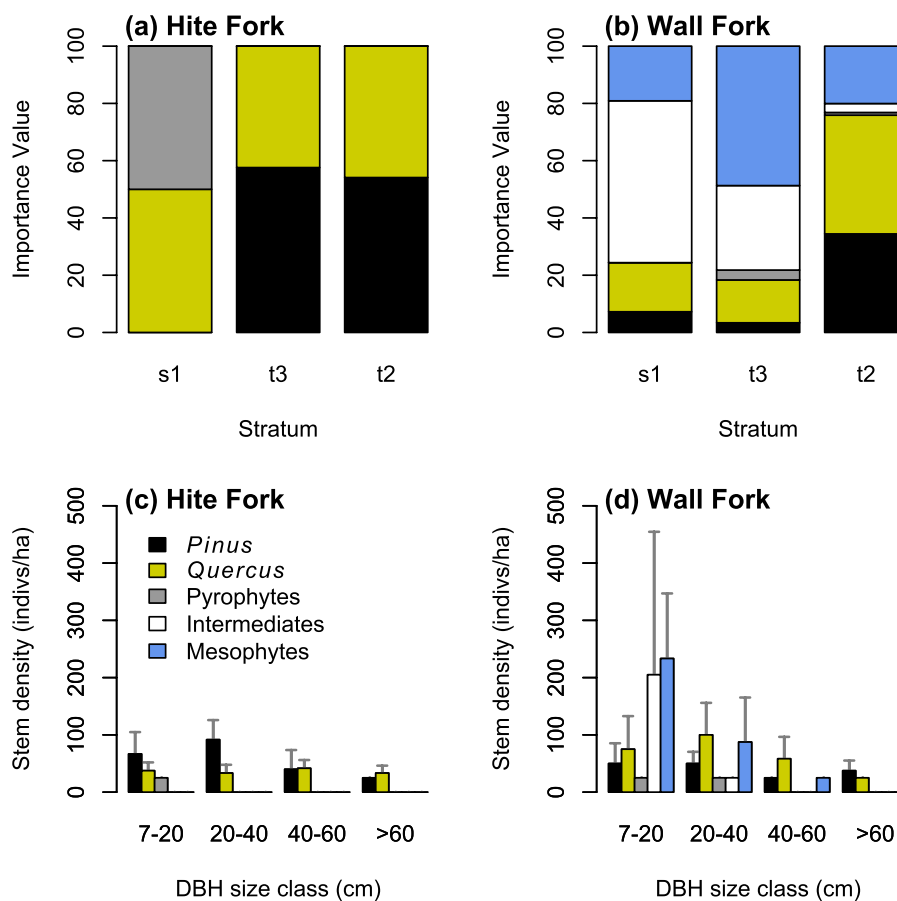 (a) Hite Fork
Importance Value
100
80
60
40
20
0
s1 t3 t2
Stratum
(b) Wall Fork
Importance Value
100
80
60
40
20
0
s1 t3 t2
Stratum
(c) Hite Fork
Stem density (indivs/ha)
500
400
300
200
100
0
Pinus
Quercus
Pyrophytes
Intermediates
Mesophytes
7-20 20-40 40-60 >60
DBH size class (cm)
(d) Wall Fork
Stem density (indivs/ha)
500
400
300
200
100
0
7-20 20-40 40-60 >60
DBH size class (cm)